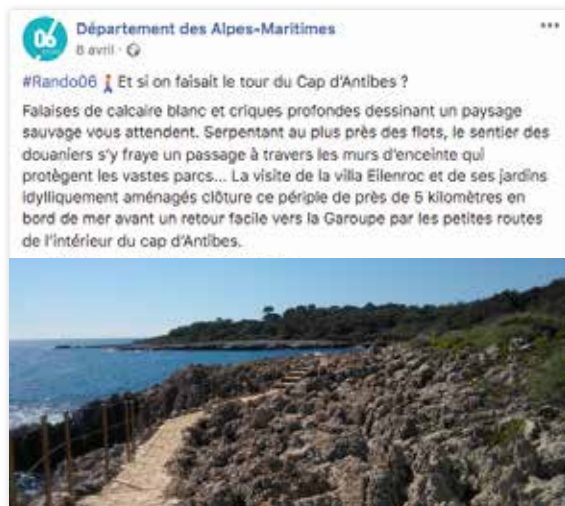 06
Département des Alpes-Maritimes
8 avril ·
#Rando06 Et si on faisait le tour du Cap d'Antibes ?
Falaises de calcaire blanc et criques profondes dessinant un paysage
sauvage vous attendent. Serpentant au plus près des flots, le sentier des
douaniers s'y fraye un passage à travers les murs d'enceinte qui
protègent les vastes parcs... La visite de la villa Eilenroc et de ses jardins
idylliquement aménagés clôture ce périple de près de 5 kilomètres en
bord de mer avant un retour facile vers la Garoupe par les petites routes
de l'intérieur du cap d'Antibes.